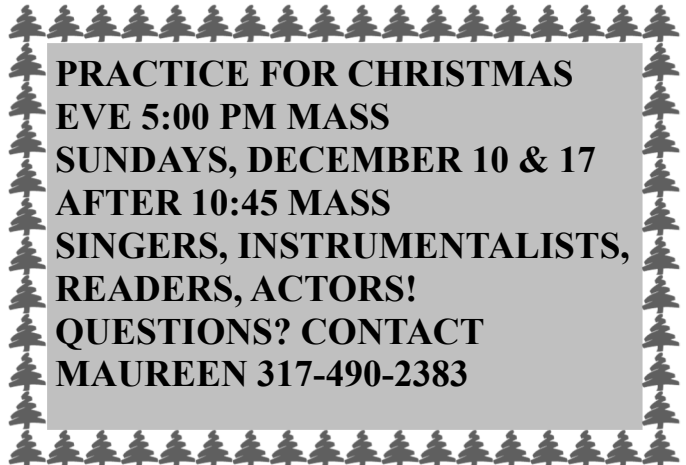 PRACTICE FOR CHRISTMAS
EVE 5:00 PM MASS
SUNDAYS, DECEMBER 10 & 17
AFTER 10:45 MASS
SINGERS, INSTRUMENTALISTS,
READERS, ACTORS!
QUESTIONS? CONTACT
MAUREEN 317-490-2383